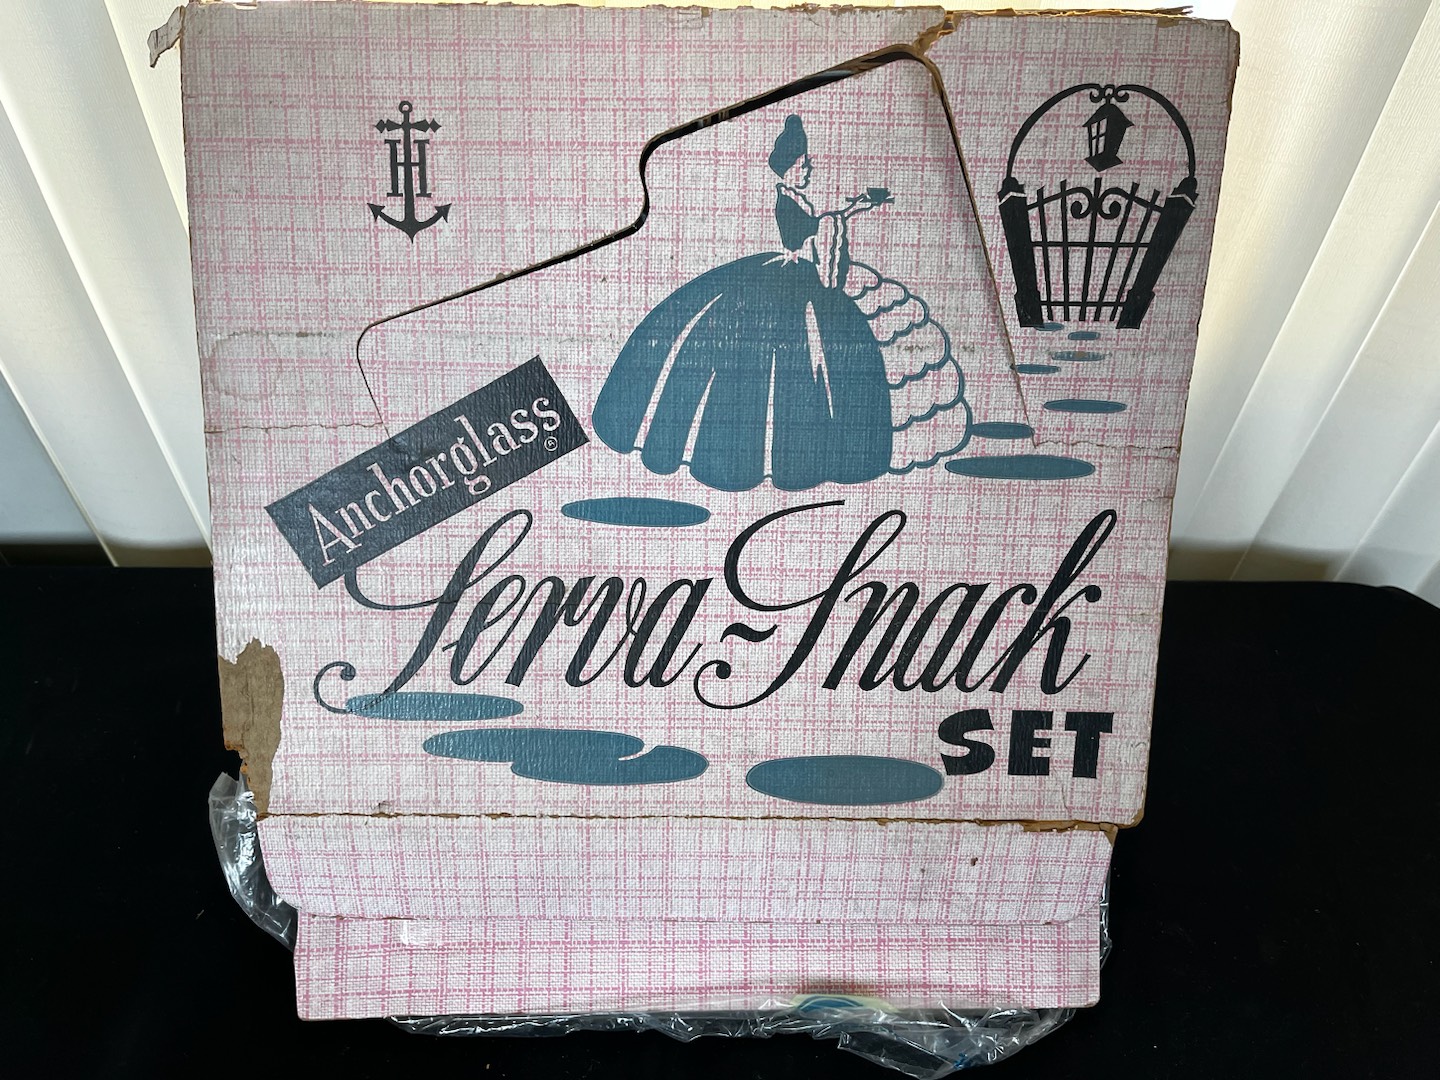 H
Anchorglass ®
Serva~Snack
SET